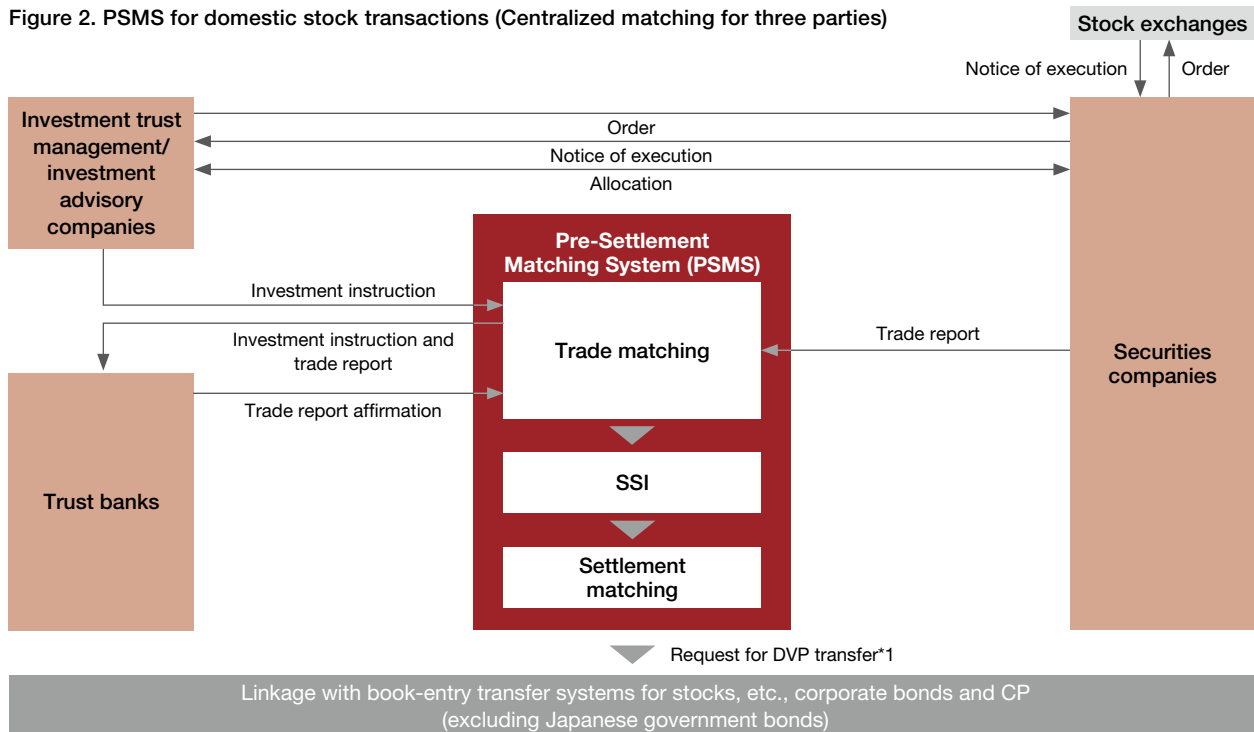 Figure 2. PSMS for domestic stock transactions (Centralized matching for three parties)
Stock exchanges
Notice of execution
Order
Investment trust
management/
investment
advisory
companies
Order
Notice of execution
Allocation
Pre-Settlement
Matching System (PSMS)
Investment instruction
Investment instruction and
trade report
Trade matching
Trade report
Securities
companies
Trade report affirmation
Trust banks
SSI
Settlement
matching
Request for DVP transfer*1
Linkage with book-entry transfer systems for stocks, etc., corporate bonds and CP
(excluding Japanese government bonds)